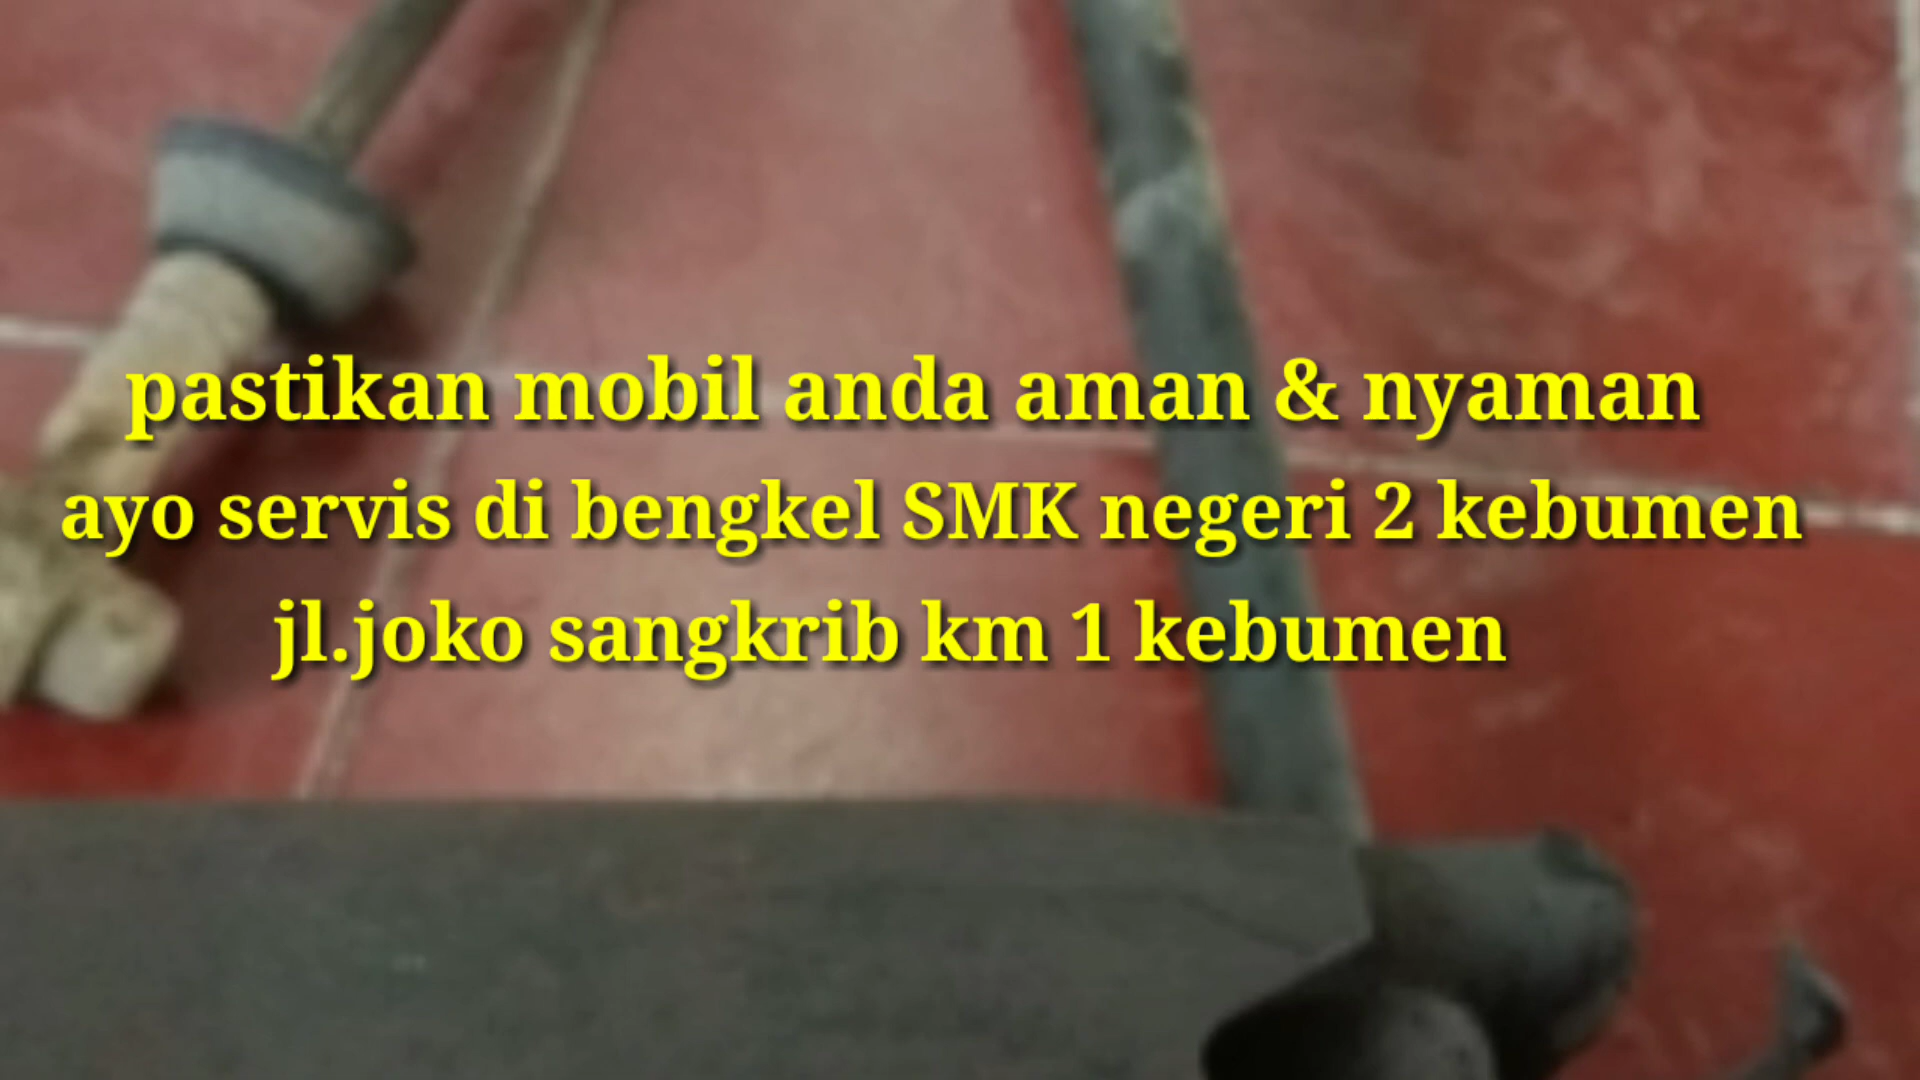 pastikan mobil anda aman & nyaman
ayo servis di bengkel SMK negeri 2 kebumen
jl.joko sangkrib km 1 kebumen